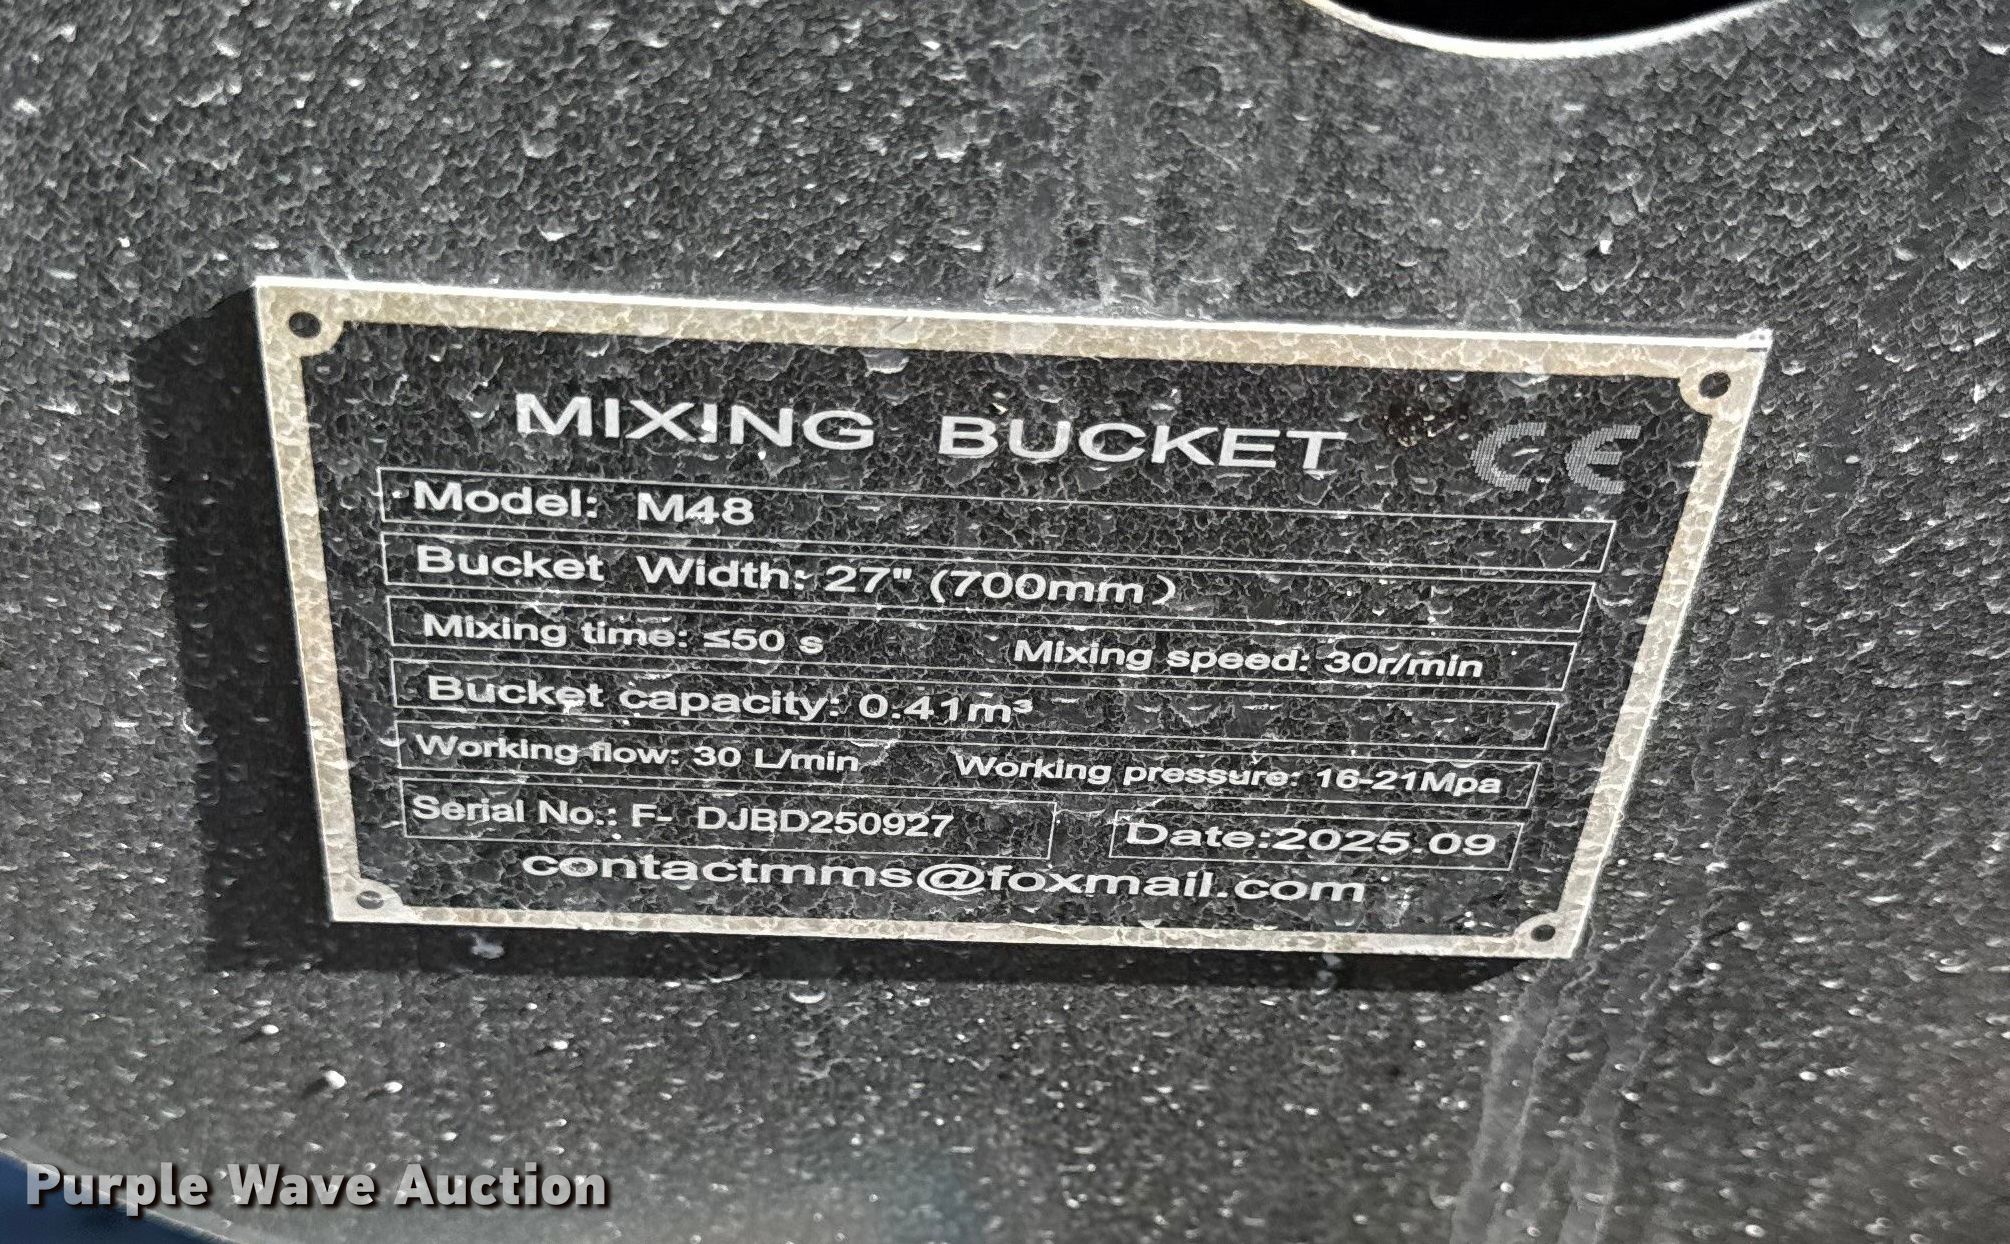 MIXING BUCKET CE
Model: M48
Bucket Width: 27" (700mm)
Mixing time: ≤50 s Mixing speed: 30r/min
Bucket capacity: 0.41m³
Working flow: 30 L/min Working pressure: 16-21Mpa
Serial No.: F- DJBD250927 Date:2025.09
contactmms@foxmail.com
Purple Wave Auction